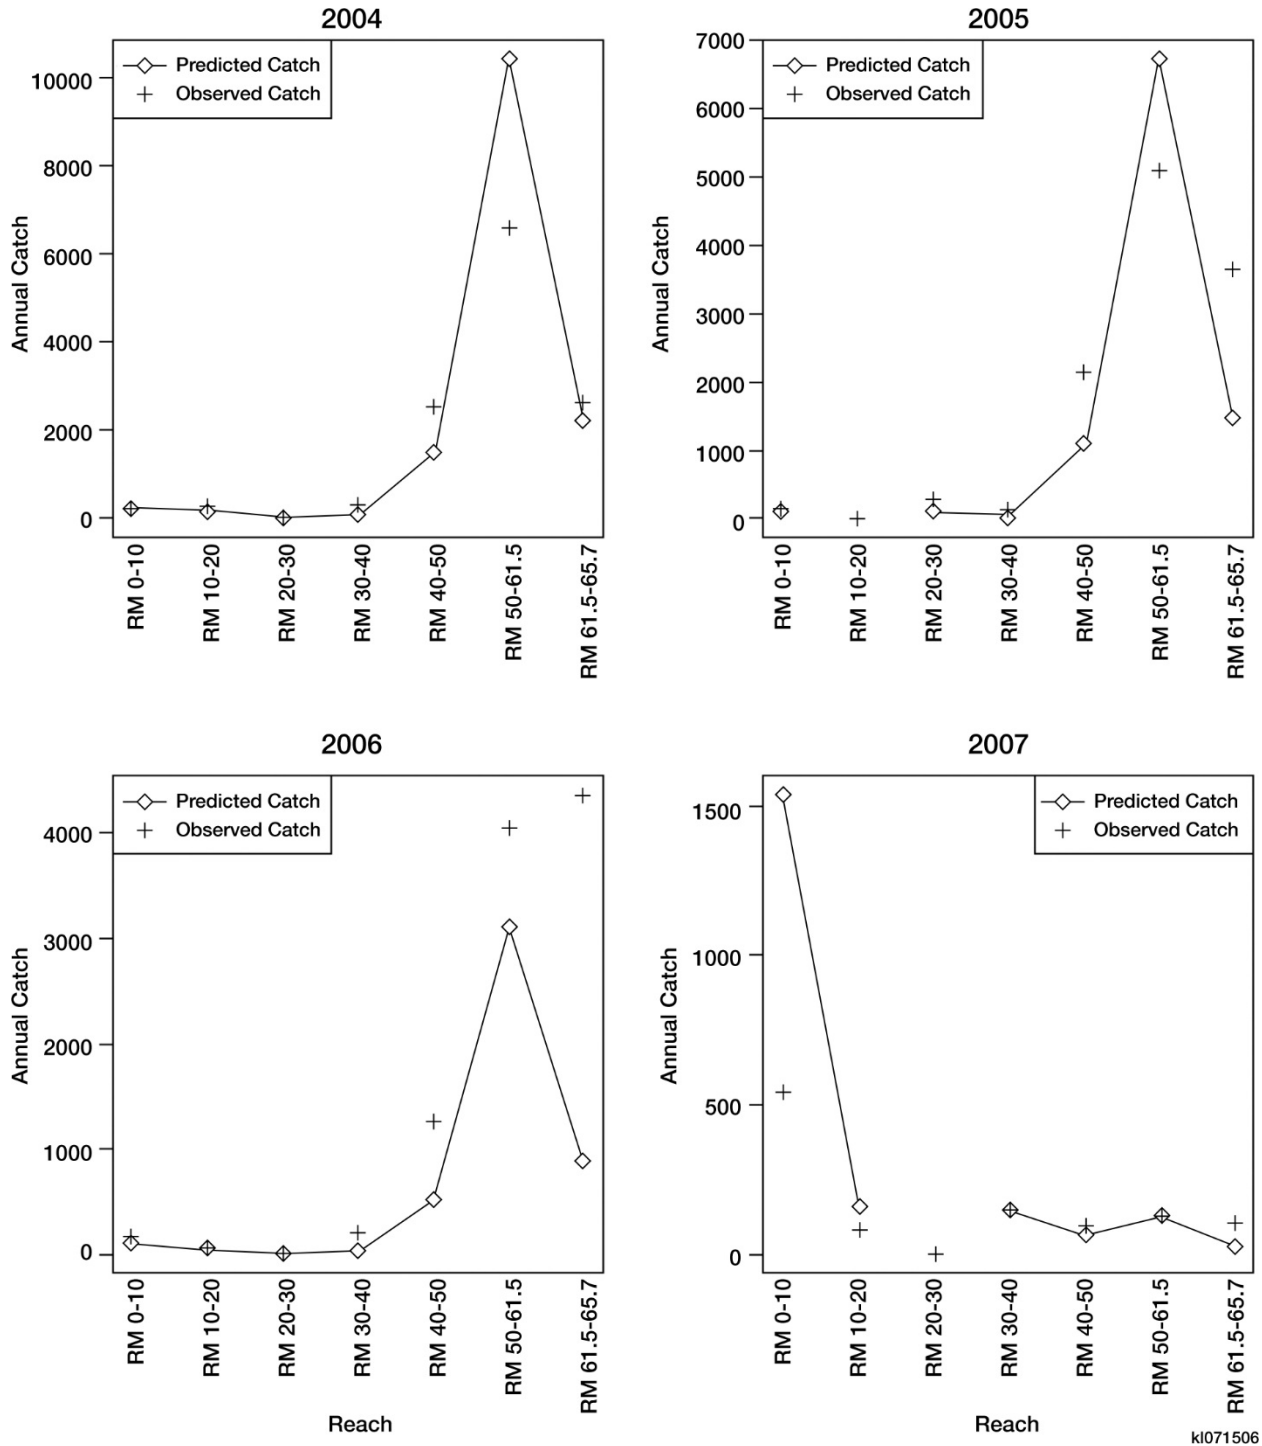 2004
Predicted Catch
Observed Catch
10000
8000
6000
4000
2000
0
Annual Catch
RM 0-10
RM 10-20
RM 20-30
RM 30-40
RM 40-50
RM 50-61.5
RM 61.5-65.7
2005
Predicted Catch
Observed Catch
7000
6000
5000
4000
3000
2000
1000
0
Annual Catch
RM 0-10
RM 10-20
RM 20-30
RM 30-40
RM 40-50
RM 50-61.5
RM 61.5-65.7
2006
Predicted Catch
Observed Catch
4000
3000
2000
1000
0
Annual Catch
RM 0-10
RM 10-20
RM 20-30
RM 30-40
RM 40-50
RM 50-61.5
RM 61.5-65.7
Reach
2007
Predicted Catch
Observed Catch
1500
1000
500
0
Annual Catch
RM 0-10
RM 10-20
RM 20-30
RM 30-40
RM 40-50
RM 50-61.5
RM 61.5-65.7
Reach
kl071506